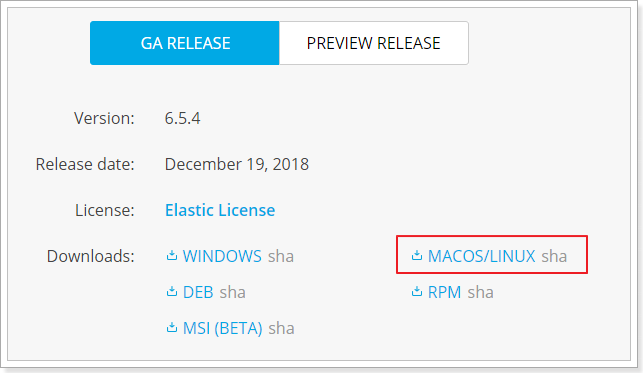 GA RELEASE PREVIEW RELEASE
Version: 6.5.4
Release date: December 19, 2018
License: Elastic License
Downloads: WINDOWS sha MACOS/LINUX sha
DEB sha RPM sha
MSI (BETA) sha